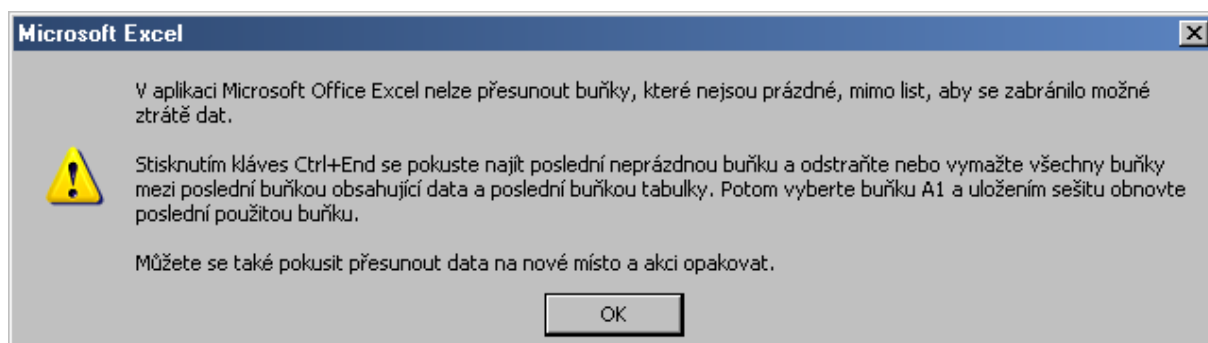 Microsoft Excel
V aplikaci Microsoft Office Excel nelze přesunout buňky, které nejsou prázdné, mimo list, aby se zabránilo možné
ztrátě dat.
Stisknutím kláves Ctrl+End se pokuste najít poslední neprázdnou buňku a odstraňte nebo vymažte všechny buňky
mezi poslední buňkou obsahující data a poslední buňkou tabulky. Potom vyberte buňku A1 a uložením sešitu obnovte
poslední použitou buňku.
Můžete se také pokusit přesunout data na nové místo a akci opakovat.
OK